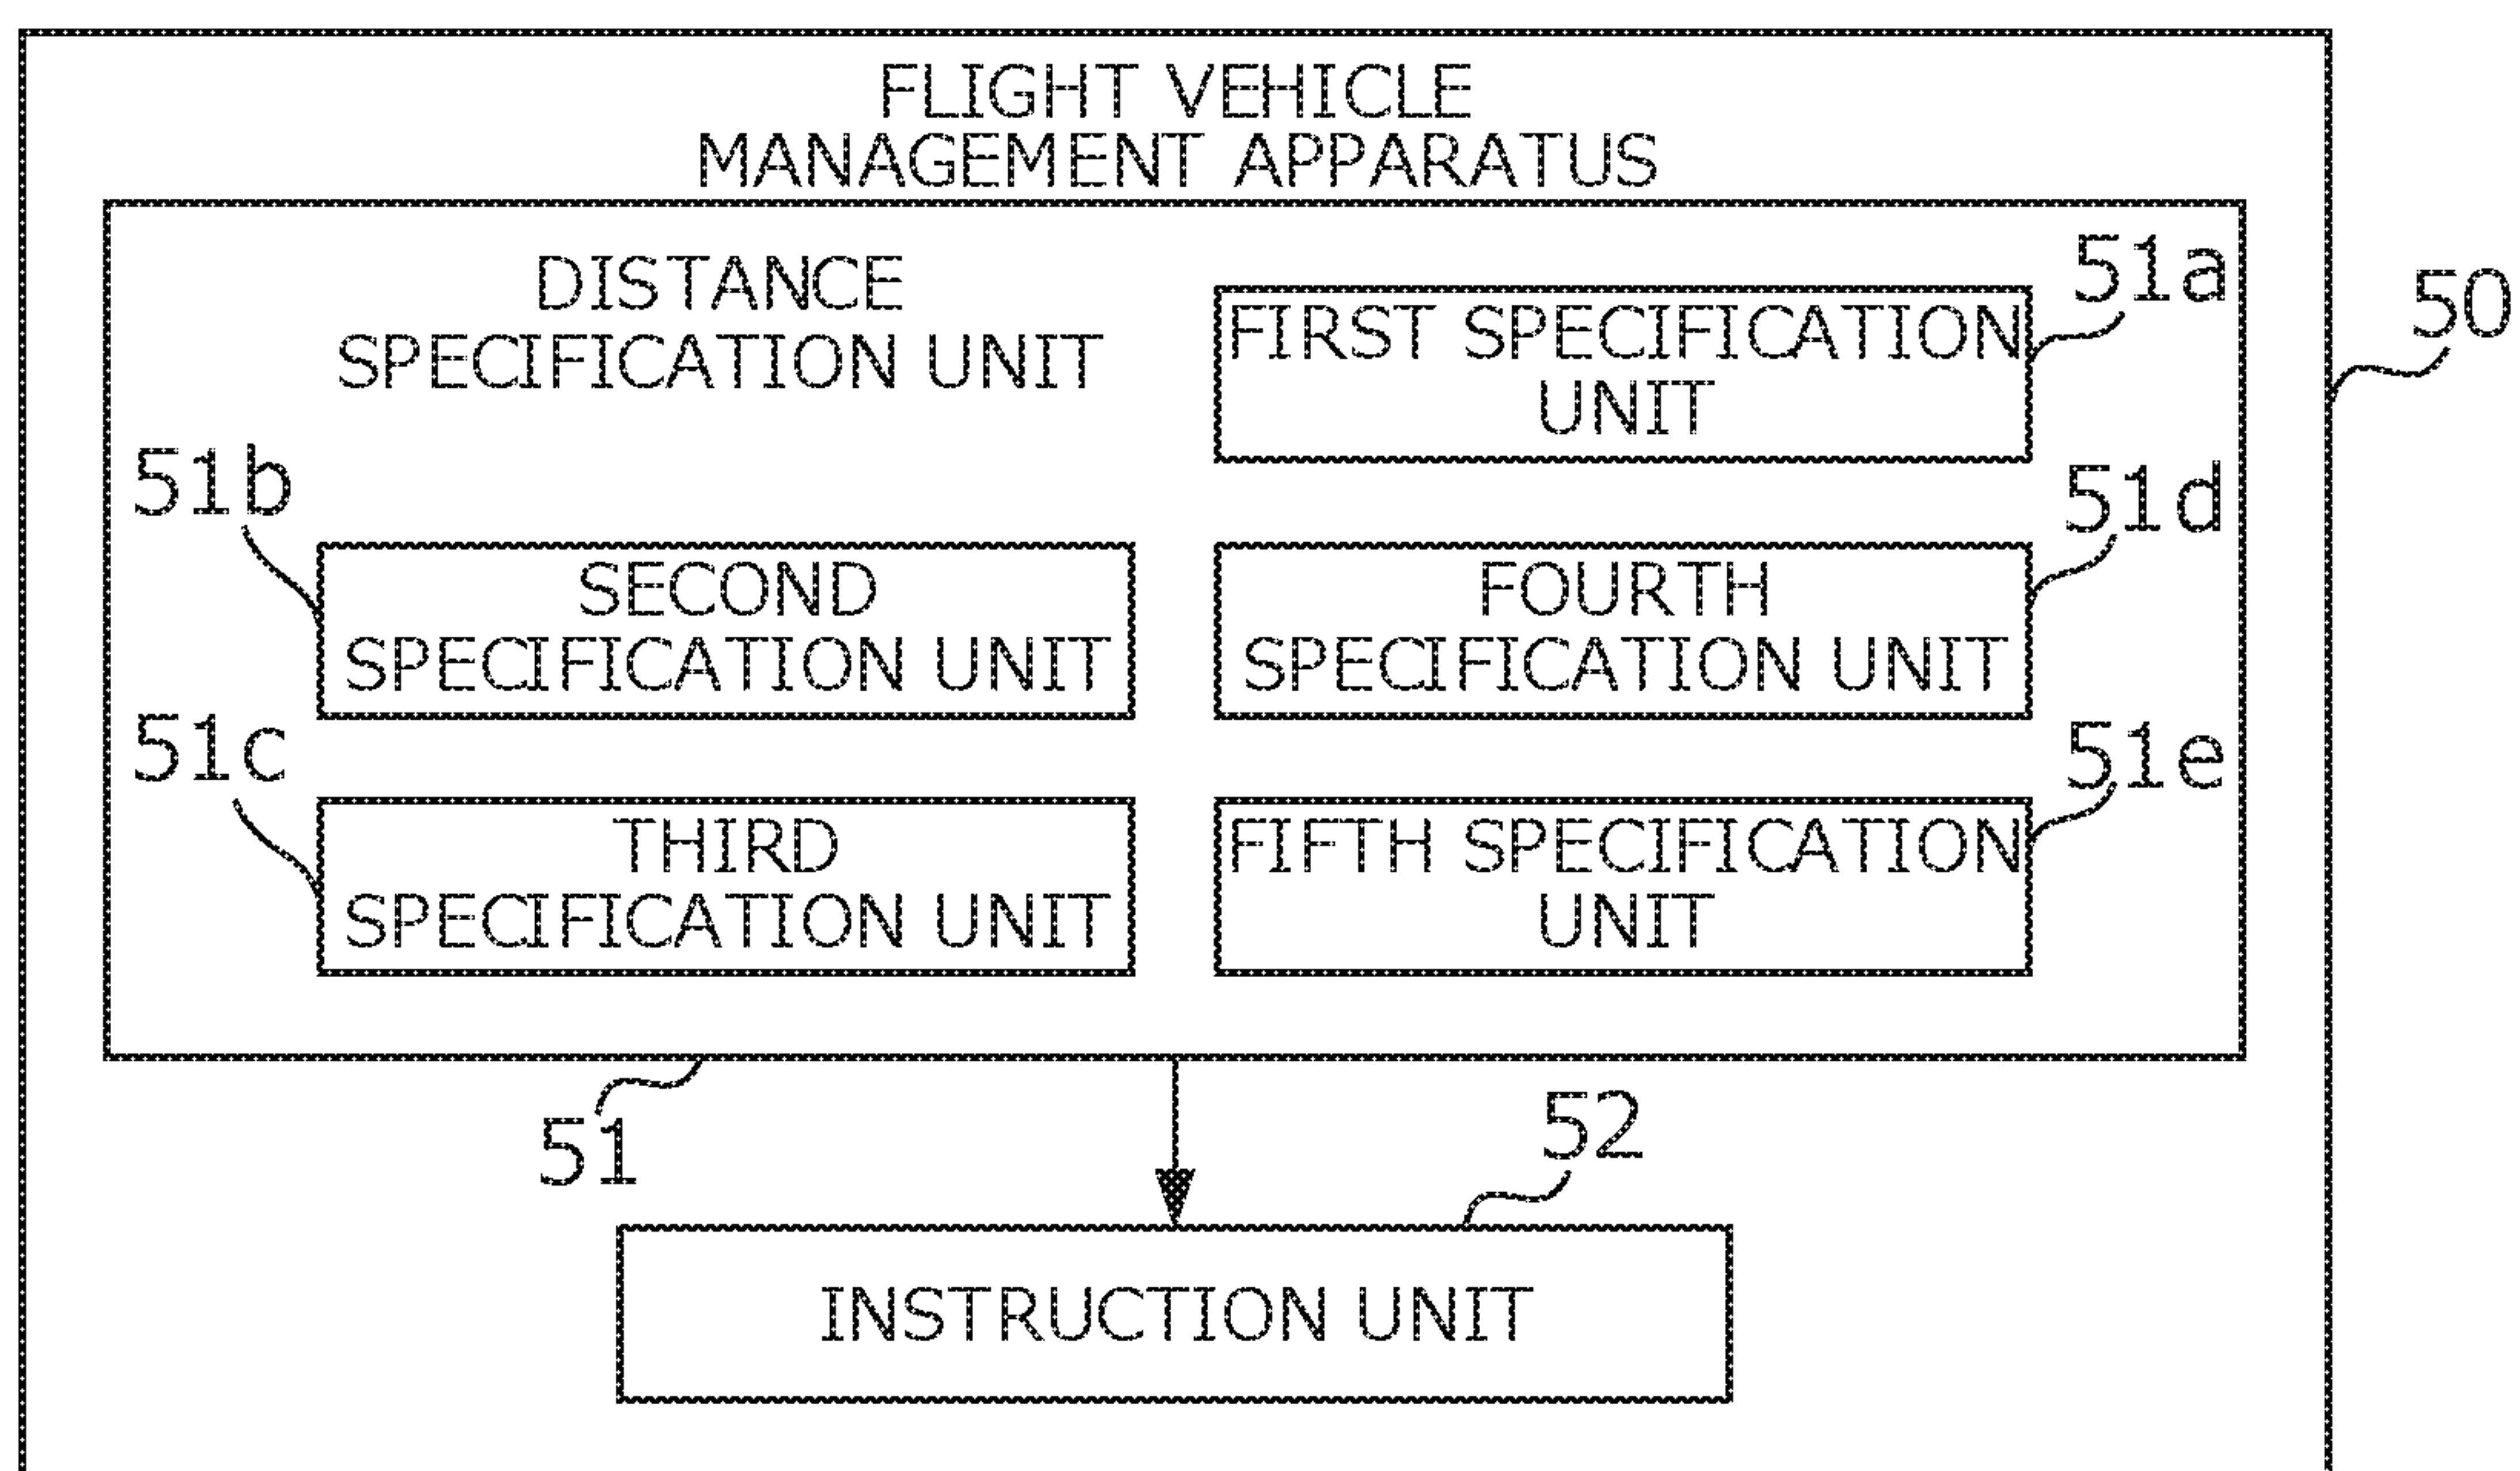 FLIGHT VEHICLE
MANAGEMENT APPARATUS
DISTANCE
SPECIFICATION UNIT
51a
FIRST SPECIFICATION
UNIT
50
51b
SECOND
SPECIFICATION UNIT
51d
FOURTH
SPECIFICATION UNIT
51c
THIRD
SPECIFICATION UNIT
51e
FIFTH SPECIFICATION
UNIT
51
52
INSTRUCTION UNIT